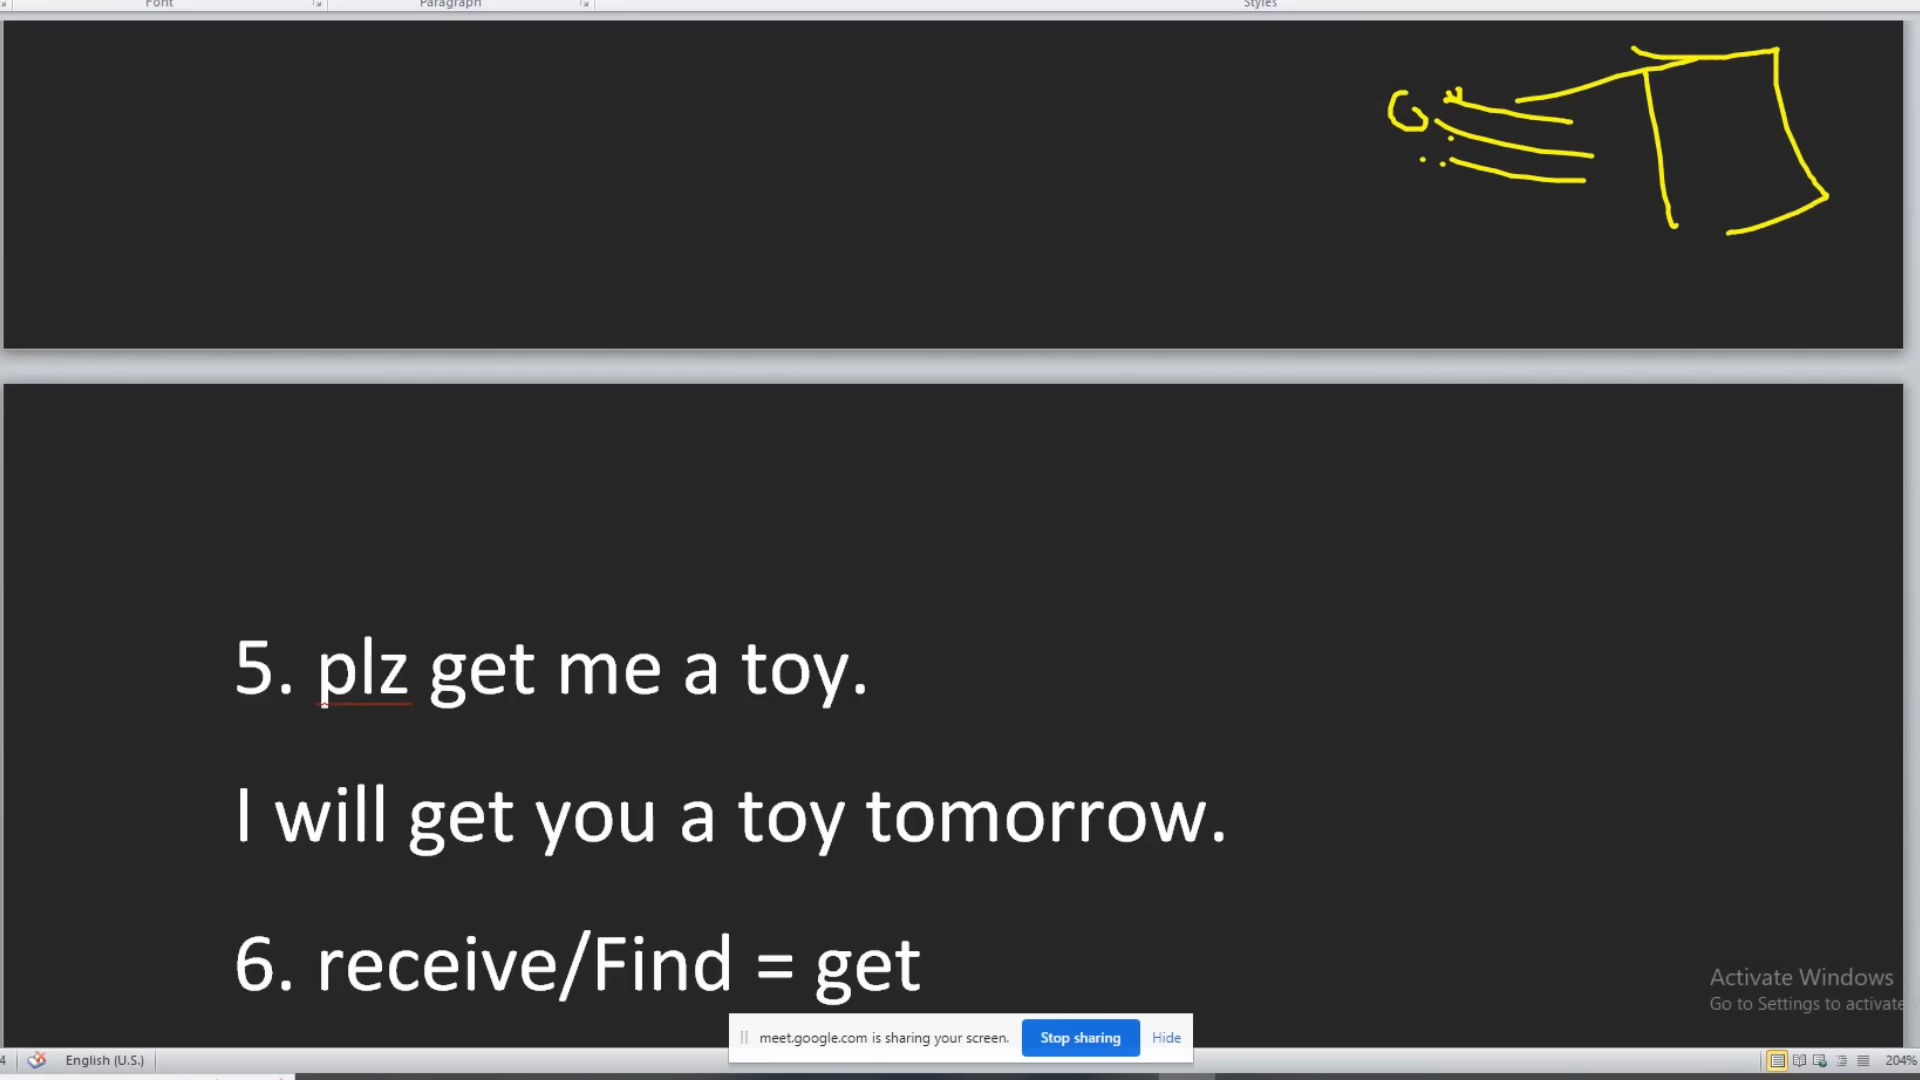 Font Paragraph Styles
5. plz get me a toy.
I will get you a toy tomorrow.
6. receive/Find = get
Activate Windows
Go to Settings to activate
meet.google.com is sharing your screen. Stop sharing Hide
4 English (U.S.) 204%